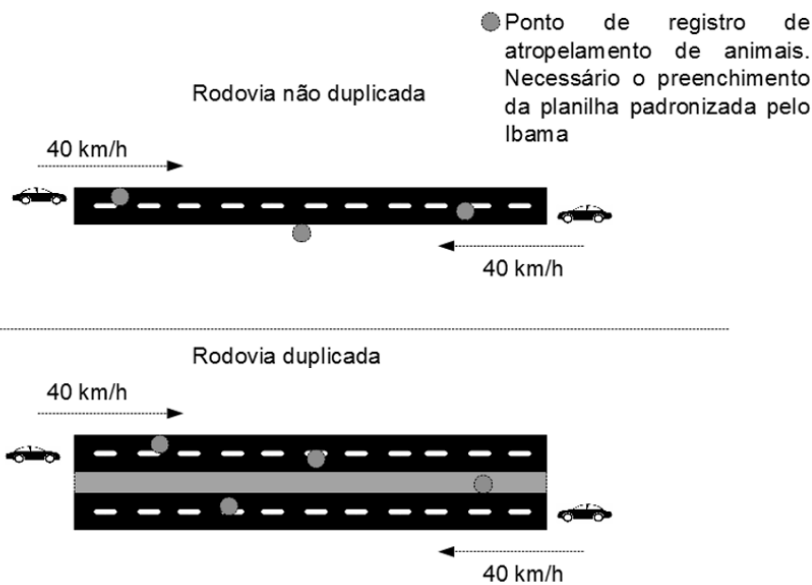 Ponto de registro de
atropelamento de animais.
Necessário o preenchimento
da planilha padronizada pelo
Ibama
Rodovia não duplicada
40 km/h
40 km/h
Rodovia duplicada
40 km/h
40 km/h